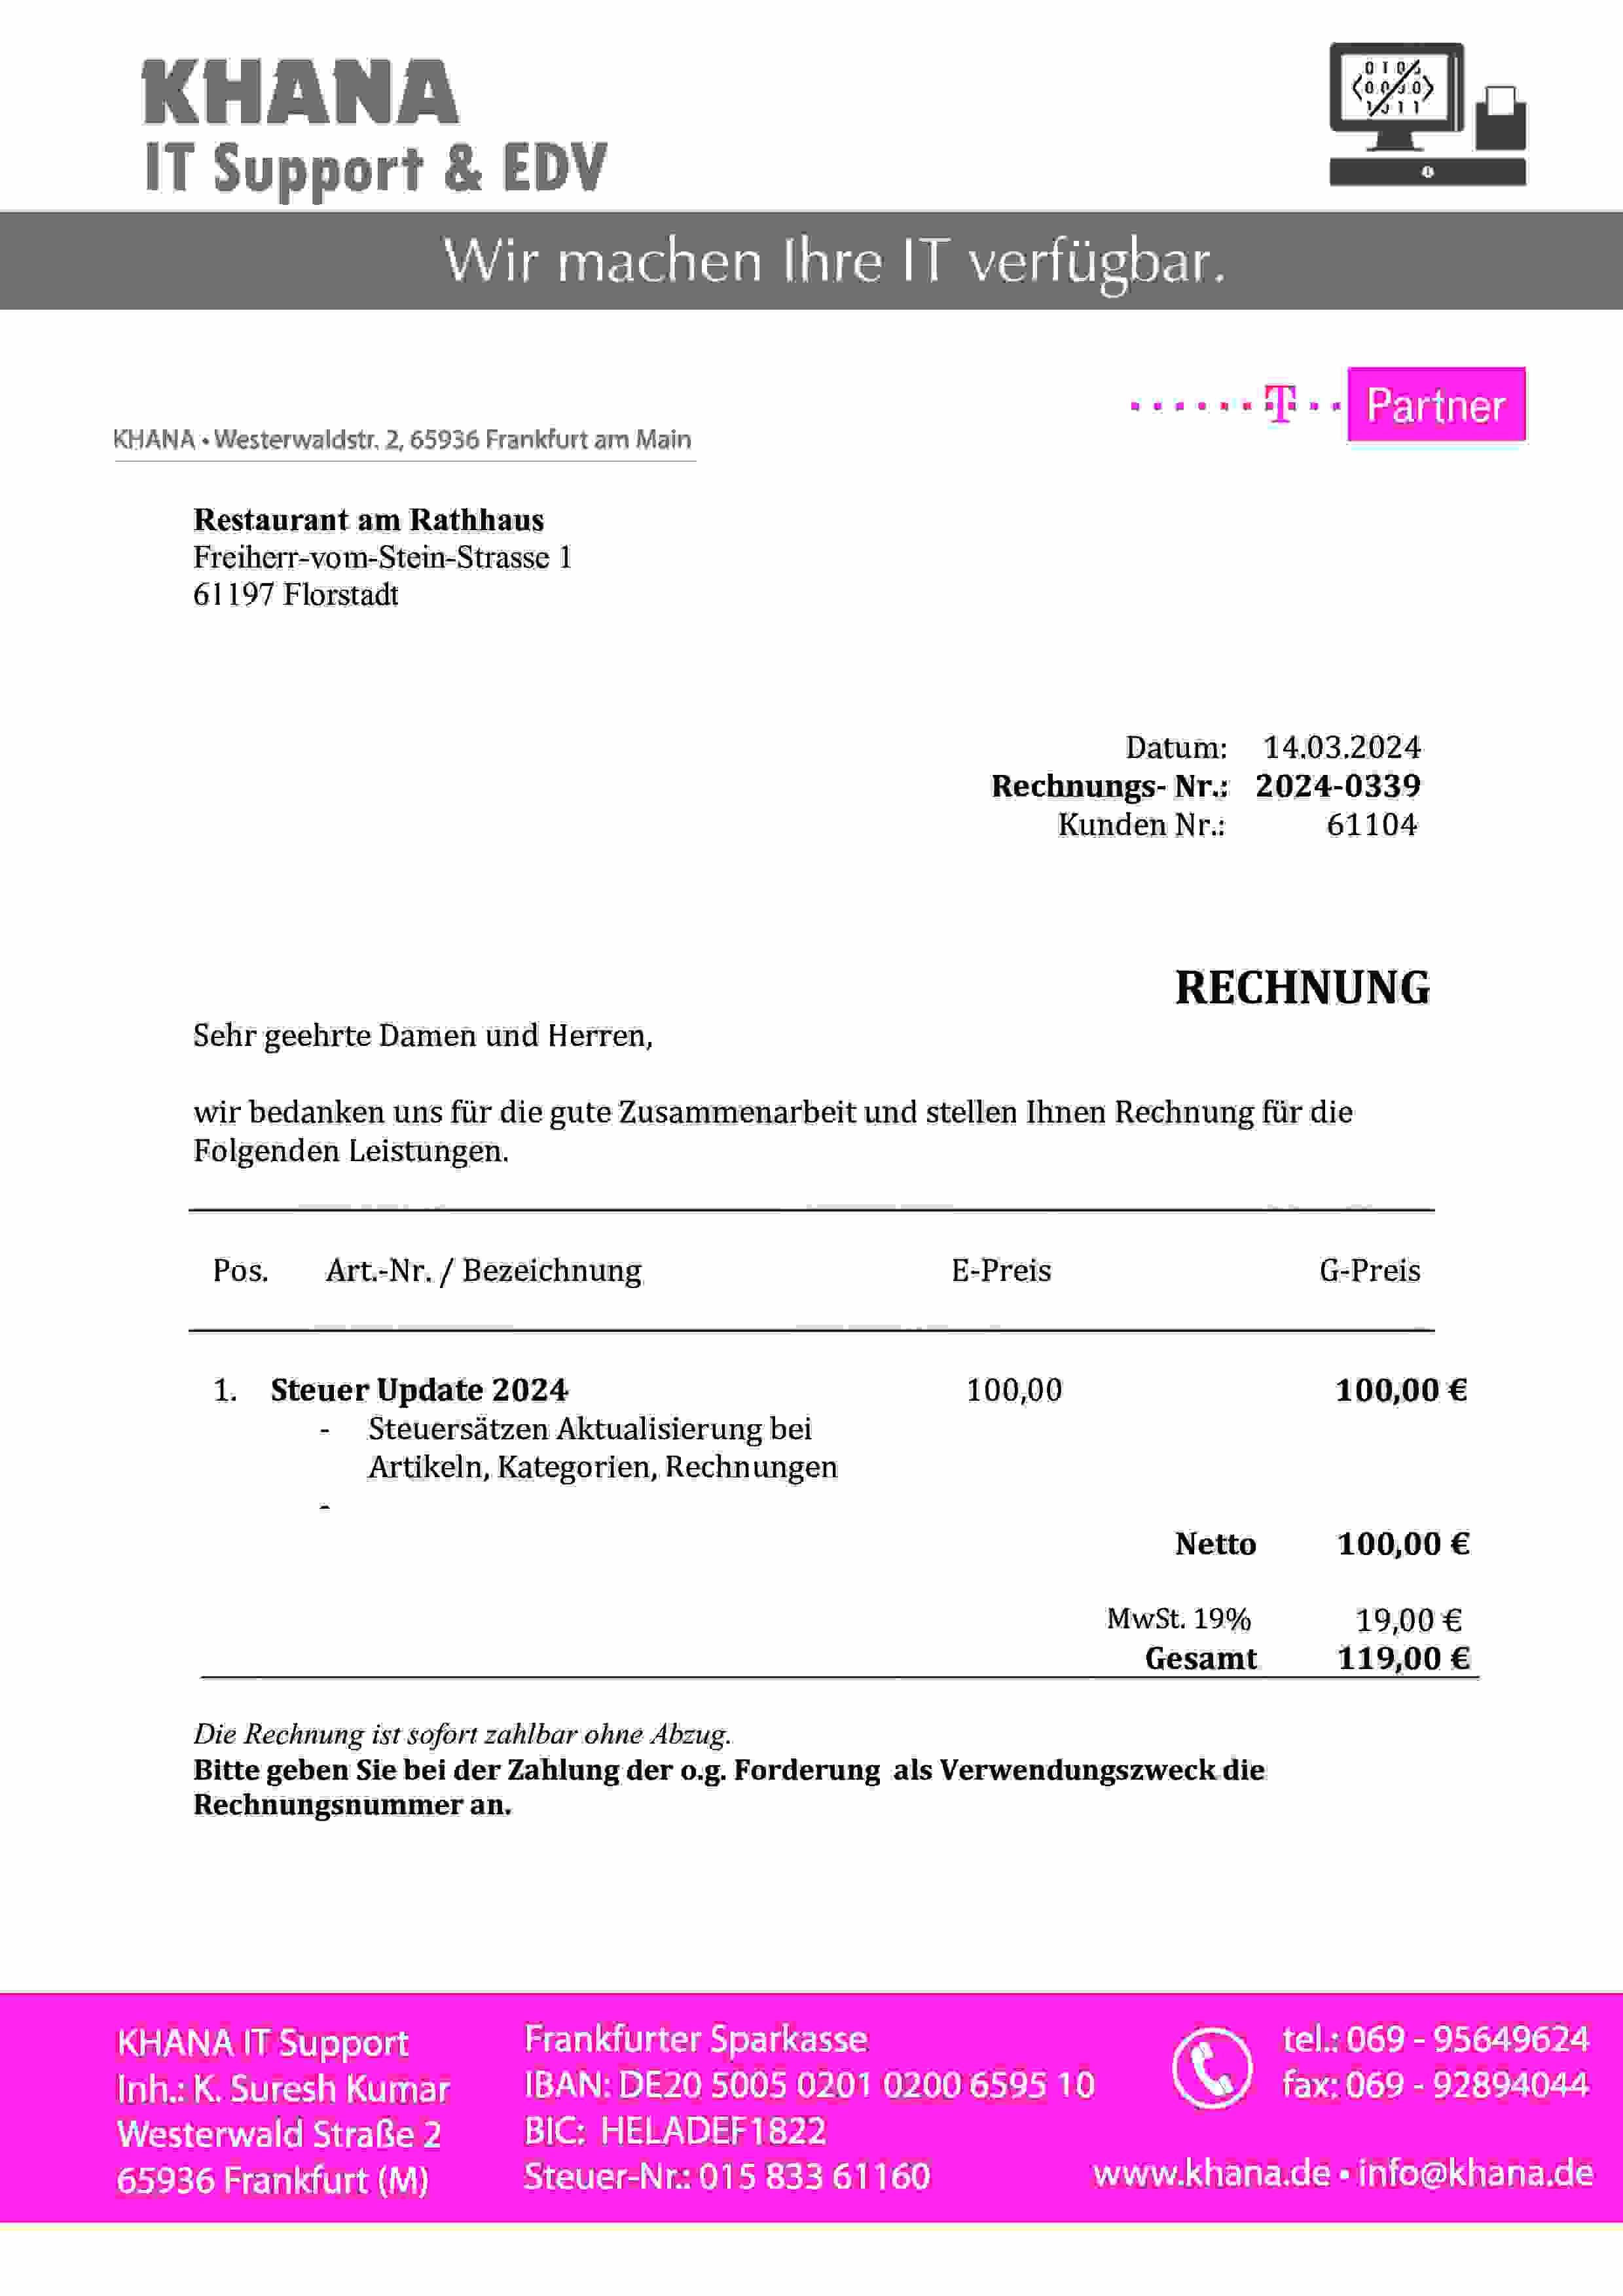 KHANA
IT Support & EDV
Wir machen Ihre IT verfügbar.
T Partner
KHANA • Westerwaldstr. 2, 65936 Frankfurt am Main
Restaurant am Rathhaus
Freiherr-vom-Stein-Strasse 1
61197 Florstadt
Datum: 14.03.2024
Rechnungs- Nr.: 2024-0339
Kunden Nr.: 61104
RECHNUNG
Sehr geehrte Damen und Herren,
wir bedanken uns für die gute Zusammenarbeit und stellen Ihnen Rechnung für die
Folgenden Leistungen.
Pos. Art.-Nr. / Bezeichnung E-Preis G-Preis
1. Steuer Update 2024 100,00 100,00 €
- Steuersätzen Aktualisierung bei
Artikeln, Kategorien, Rechnungen
-
Netto 100,00 €
MwSt. 19% 19,00 €
Gesamt 119,00 €
Die Rechnung ist sofort zahlbar ohne Abzug.
Bitte geben Sie bei der Zahlung der o.g. Forderung als Verwendungszweck die
Rechnungsnummer an.
KHANA IT Support
Inh.: K. Suresh Kumar
Westerwald Straße 2
65936 Frankfurt (M)
Frankfurter Sparkasse
IBAN: DE20 5005 0201 0200 6595 10
BIC: HELADEF1822
Steuer-Nr.: 015 833 61160
tel.: 069 - 95649624
fax: 069 - 92894044
www.khana.de • info@khana.de